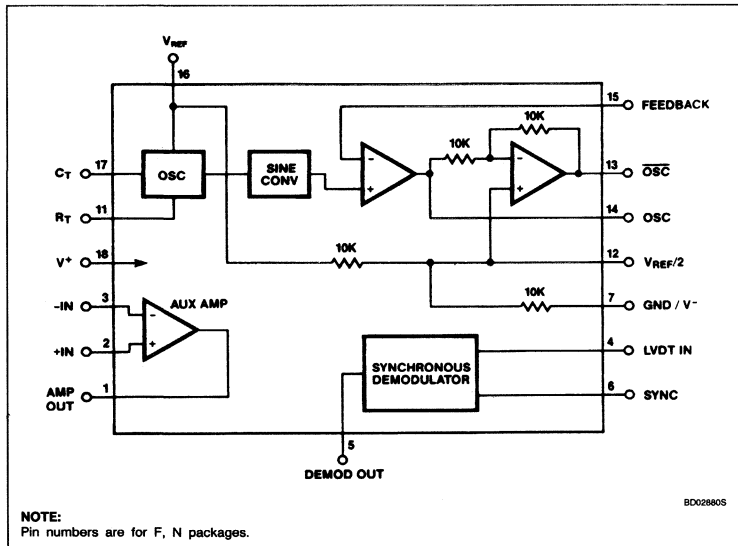 VREF
16
15
FEEDBACK
10K
10K
CT
17
OSC
SINE
CONV
-
+
-
+
13
OSC
RT
11
14
OSC
V+
18
10K
12
VREF/2
-IN
3
AUX AMP
-
+
10K
7
GND / V-
+IN
2
SYNCHRONOUS
DEMODULATOR
4
LVDT IN
6
SYNC
AMP
OUT
1
5
DEMOD OUT
BD02880S
NOTE:
Pin numbers are for F, N packages.